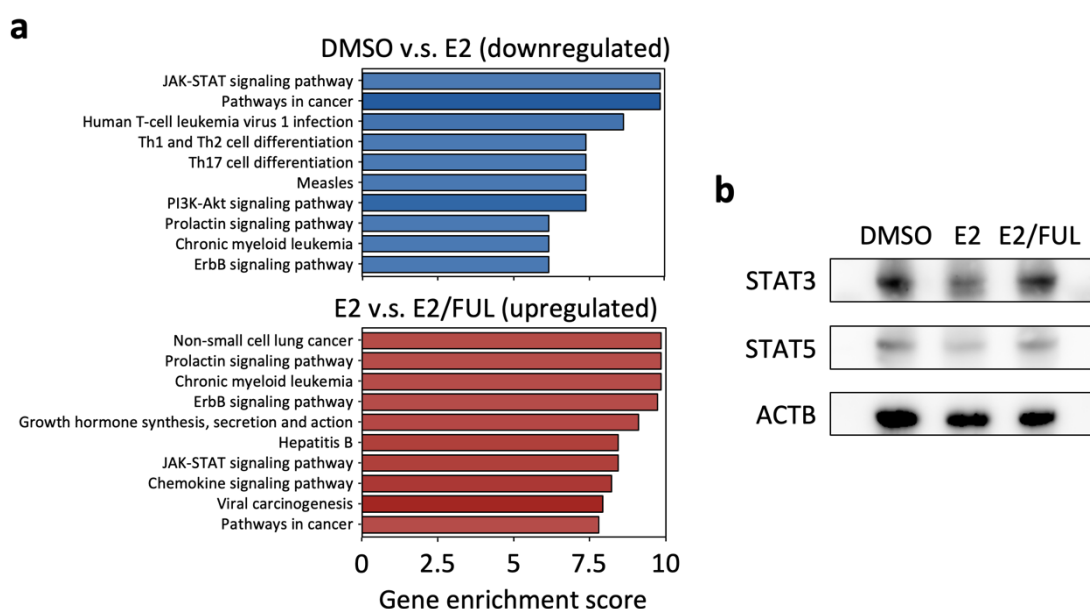 a
DMSO v.s. E2 (downregulated)
JAK-STAT signaling pathway
Pathways in cancer
Human T-cell leukemia virus 1 infection
Th1 and Th2 cell differentiation
Th17 cell differentiation
Measles
PI3K-Akt signaling pathway
Prolactin signaling pathway
Chronic myeloid leukemia
ErbB signaling pathway
E2 v.s. E2/FUL (upregulated)
Non-small cell lung cancer
Prolactin signaling pathway
Chronic myeloid leukemia
ErbB signaling pathway
Growth hormone synthesis, secretion and action
Hepatitis B
JAK-STAT signaling pathway
Chemokine signaling pathway
Viral carcinogenesis
Pathways in cancer
0 2.5 5 7.5 10
Gene enrichment score
b
DMSO E2 E2/FUL
STAT3
STAT5
ACTB